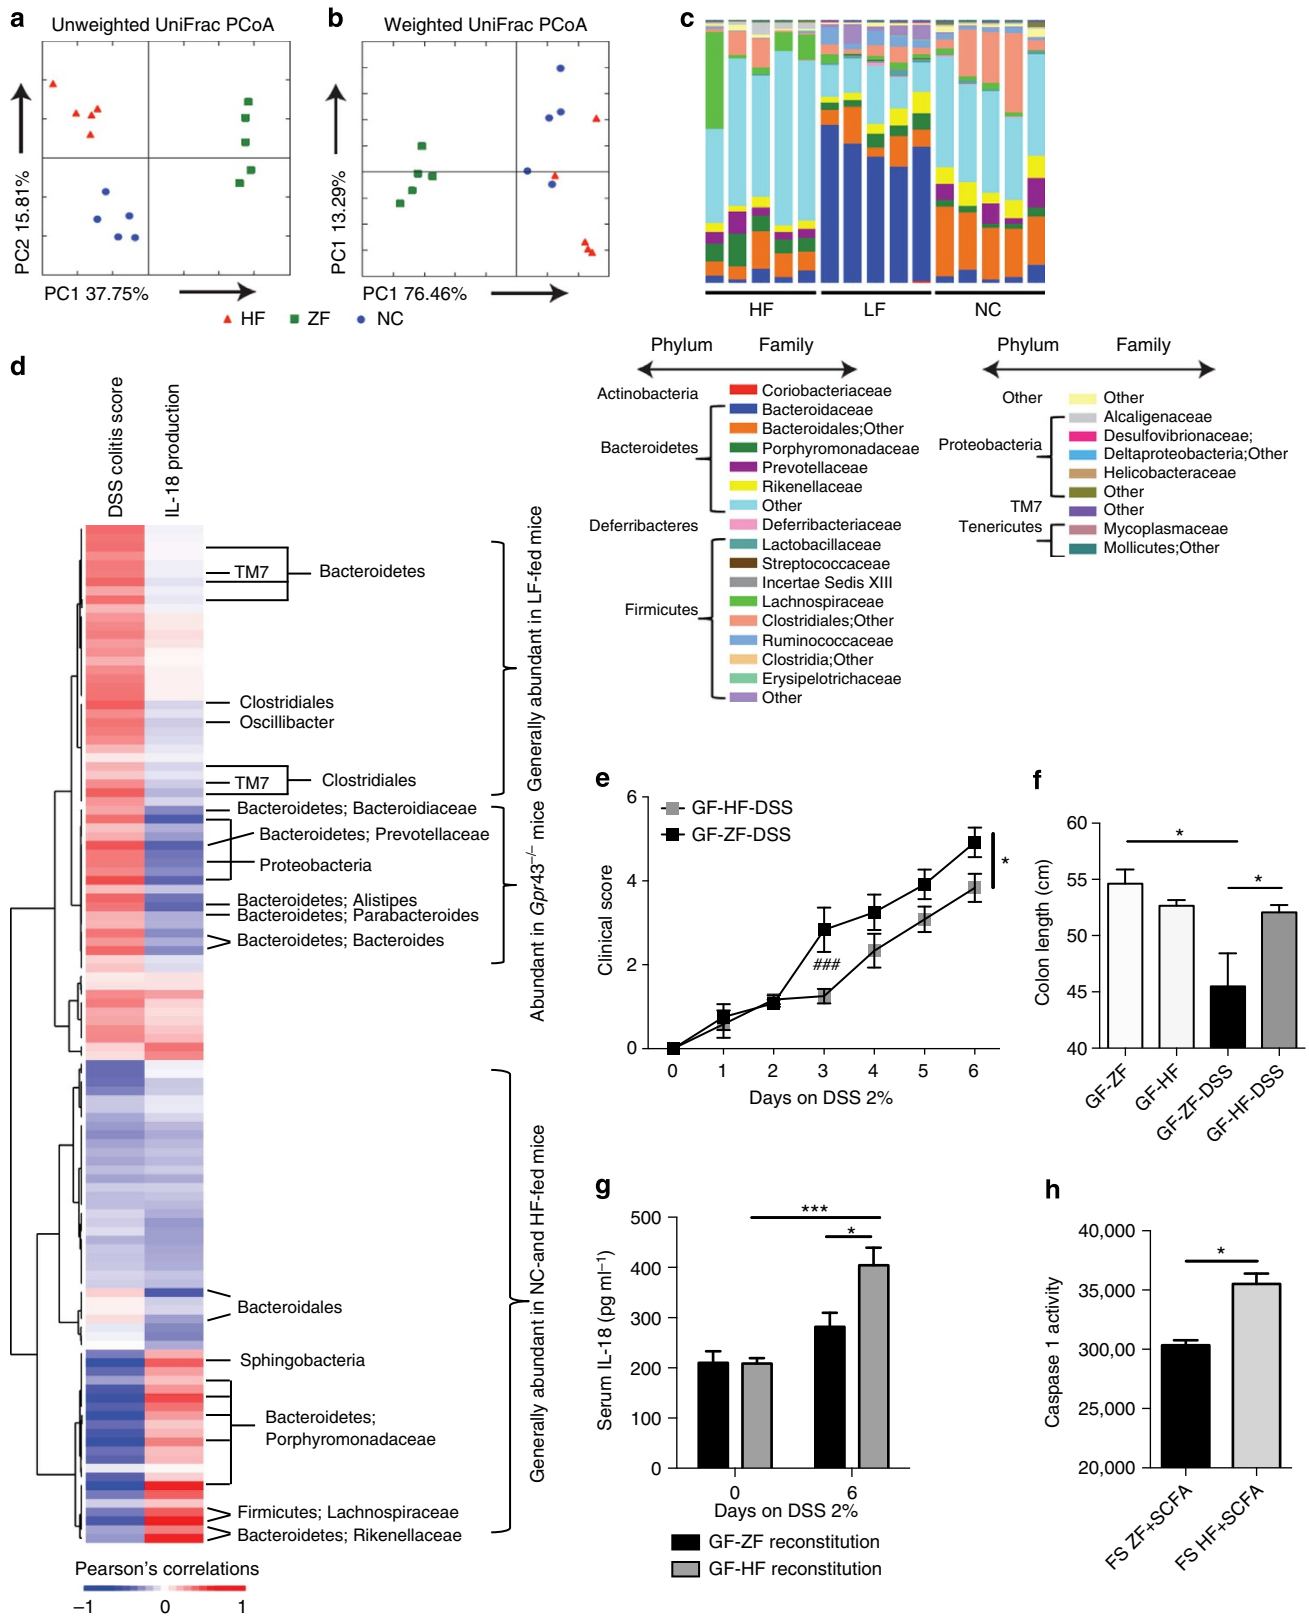 a
Unweighted UniFrac PCoA
PC2 15.81%
PC1 37.75%
b
Weighted UniFrac PCoA
PC1 13.29%
PC1 76.46%
HF ZF NC
c
HF LF NC
Phylum Family
Actinobacteria
Coriobacteriaceae
Bacteroidetes
Bacteroidaceae
Bacteroidales;Other
Porphyromonadaceae
Prevotellaceae
Rikenellaceae
Other
Deferribacteres
Deferribacteriaceae
Firmicutes
Lactobacillaceae
Streptococcaceae
Incertae Sedis XIII
Lachnospiraceae
Clostridiales;Other
Ruminococcaceae
Clostridia;Other
Erysipelotrichaceae
Other
Phylum Family
Other
Other
Proteobacteria
Alcaligenaceae
Desulfovibrionaceae;
Deltaproteobacteria;Other
Helicobacteraceae
Other
TM7
Other
Tenericutes
Mycoplasmaceae
Mollicutes;Other
d
DSS colitis score
IL-18 production
TM7
Bacteroidetes
Clostridiales
Oscillibacter
TM7
Clostridiales
Bacteroidetes; Bacteroidiaceae
Bacteroidetes; Prevotellaceae
Proteobacteria
Bacteroidetes; Alistipes
Bacteroidetes; Parabacteroides
Bacteroidetes; Bacteroides
Bacteroidales
Sphingobacteria
Bacteroidetes;
Porphyromonadaceae
Firmicutes; Lachnospiraceae
Bacteroidetes; Rikenellaceae
Generally abundant in LF-fed mice
Abundant in Gpr43−/− mice
Generally abundant in NC-and HF-fed mice
Pearson's correlations
−1 0 1
e
GF-HF-DSS
GF-ZF-DSS
Clinical score
6
4
2
0
###
*
0 1 2 3 4 5 6
Days on DSS 2%
f
Colon length (cm)
60
55
50
45
40
*
*
GF-ZF
GF-HF
GF-ZF-DSS
GF-HF-DSS
g
Serum IL-18 (pg ml−1)
500
400
300
200
100
0
***
*
0 6
Days on DSS 2%
GF-ZF reconstitution
GF-HF reconstitution
h
Caspase 1 activity
40,000
35,000
300,000
25,000
20,000
*
FS ZF+SCFA
FS HF+SCFA